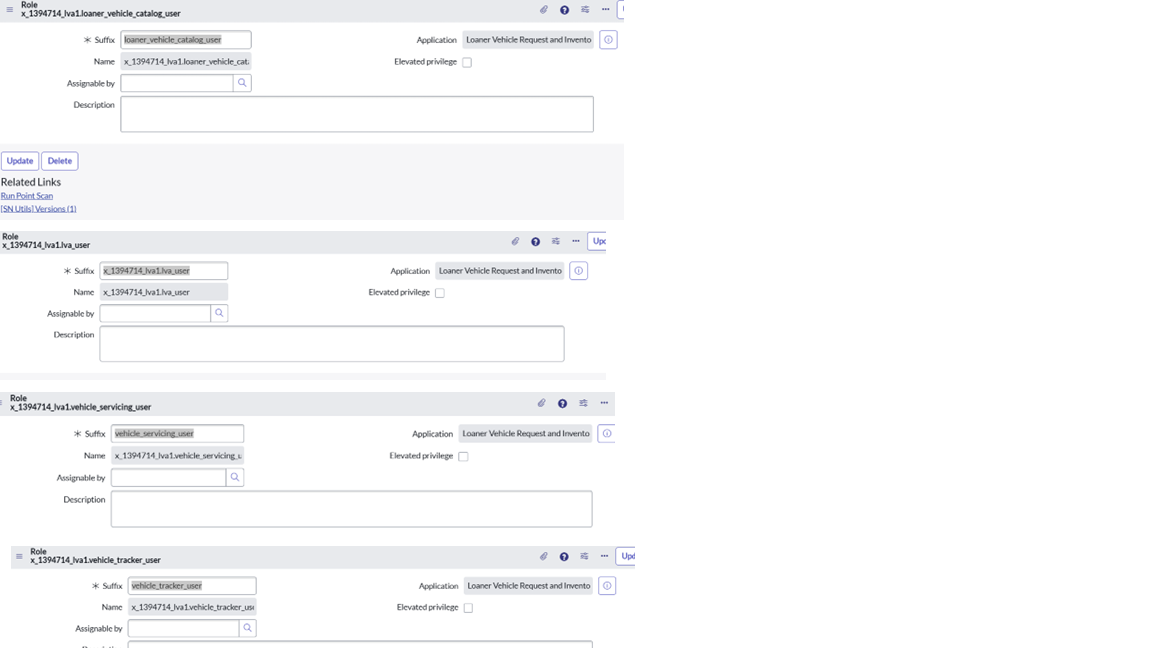 Role
x_1394714_lva1.loaner_vehicle_catalog_user
Suffix loaner_vehicle_catalog_user Application Loaner Vehicle Request and Invento
Name x_1394714_lva1.loaner_vehicle_cat Elevated privilege
Assignable by
Description
Update Delete
Related Links
Run Point Scan
[SN Utils] Versions (1)
Role
x_1394714_lva1.lva_user Upd
Suffix x_1394714_lva1.lva_user Application Loaner Vehicle Request and Invento
Name x_1394714_lva1.lva_user Elevated privilege
Assignable by
Description
Role
x_1394714_lva1.vehicle_servicing_user
Suffix vehicle_servicing_user Application Loaner Vehicle Request and Invento
Name x_1394714_lva1.vehicle_servicing_u Elevated privilege
Assignable by
Description
Role
x_1394714_lva1.vehicle_tracker_user Upd
Suffix vehicle_tracker_user Application Loaner Vehicle Request and Invento
Name x_1394714_lva1.vehicle_tracker_use Elevated privilege
Assignable by